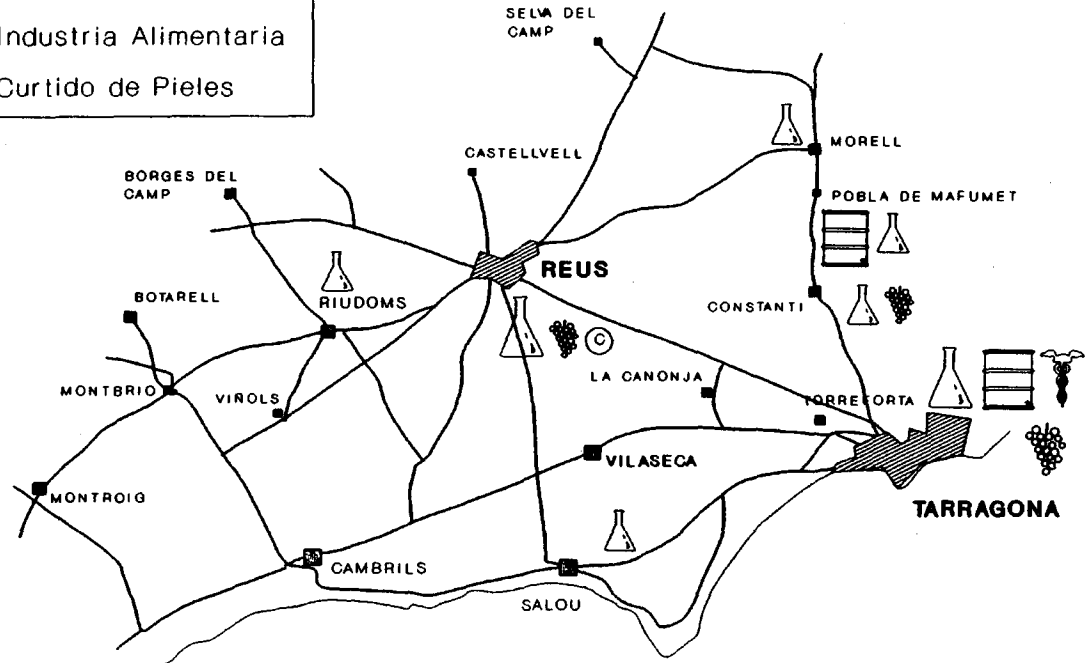 Industria Alimentaria
Curtido de Pieles
SELVA DEL
CAMP
MORELL
CASTELLVELL
BORGES DEL
CAMP
POBLA DE MAFUMET
REUS
BOTARELL
RIUDOMS
CONSTANTI
C
LA CANONJA
MONTBRIO
VIÑOLS
TORREFORTA
VILASECA
MONTROIG
TARRAGONA
CAMBRILS
SALOU